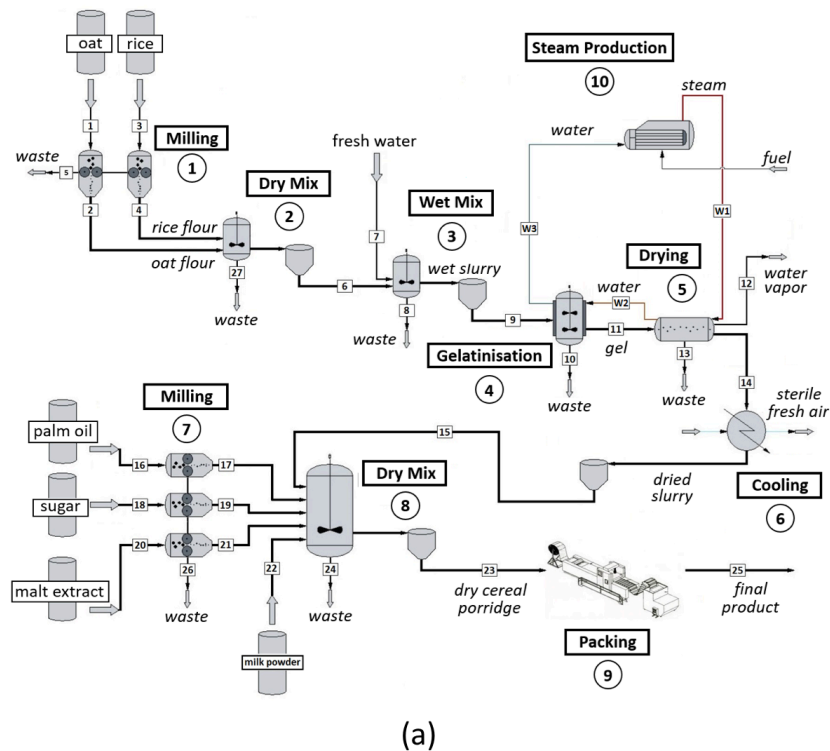 oat
rice
Steam Production
10
steam
1
3
Milling
1
waste
5
2
4
rice flour
oat flour
Dry Mix
2
27
waste
6
fresh water
7
Wet Mix
3
wet slurry
8
waste
9
water
fuel
W3
W1
Drying
5
water
W2
12
water
vapor
11
gel
10
waste
Gelatinisation
4
13
waste
14
sterile
fresh air
Cooling
6
dried
slurry
15
Milling
7
palm oil
16
17
sugar
18
19
malt extract
20
21
26
waste
22
milk powder
Dry Mix
8
24
waste
23
dry cereal
porridge
Packing
9
25
final
product
(a)